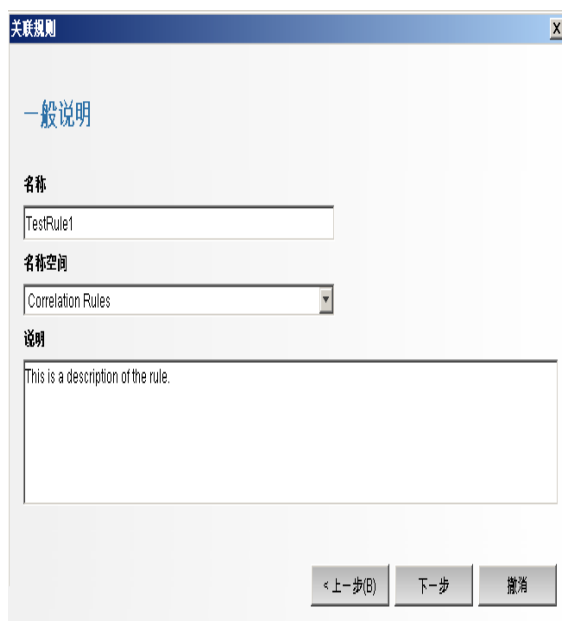 关联规则
一般说明
名称
TestRule1
名称空间
Correlation Rules
说明
This is a description of the rule.
< 上一步(B) 下一步 撤消